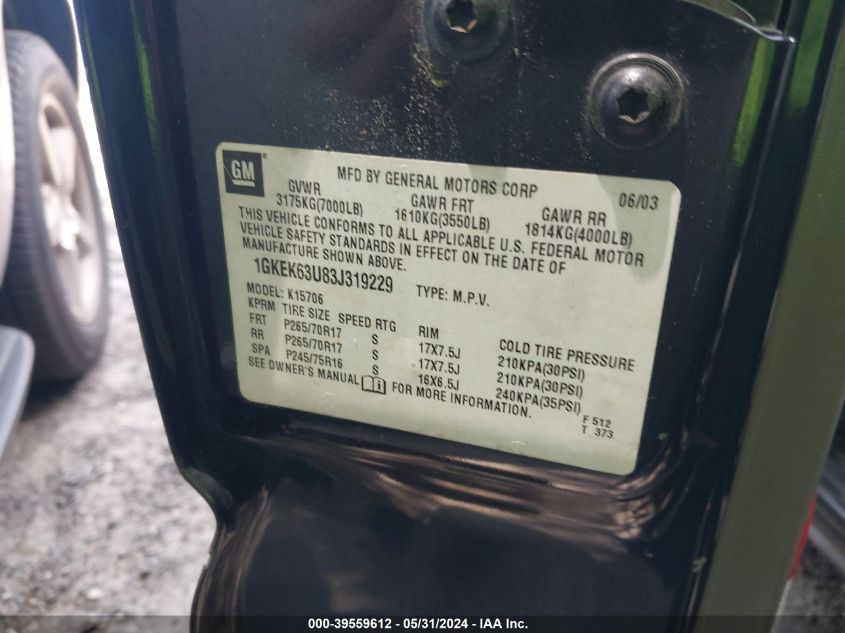 GM
MFD BY GENERAL MOTORS CORP 06/03
GVWR GAWR FRT GAWR RR
3175KG(7000LB) 1610KG(3550LB) 1814KG(4000LB)
THIS VEHICLE CONFORMS TO ALL APPLICABLE U.S. FEDERAL MOTOR
VEHICLE SAFETY STANDARDS IN EFFECT ON THE DATE OF
MANUFACTURE SHOWN ABOVE.
1GKEK63U83J319229 TYPE: M.P.V.
MODEL: K15706
KPRM TIRE SIZE SPEED RTG RIM COLD TIRE PRESSURE
FRT P265/70R17 S 17X7.5J 210KPA(30PSI)
RR P265/70R17 S 17X7.5J 210KPA(30PSI)
SPA P245/75R16 S 16X6.5J 240KPA(35PSI)
SEE OWNER'S MANUAL FOR MORE INFORMATION.
F 512
T 373
000-39559612 - 05/31/2024 - IAA Inc.